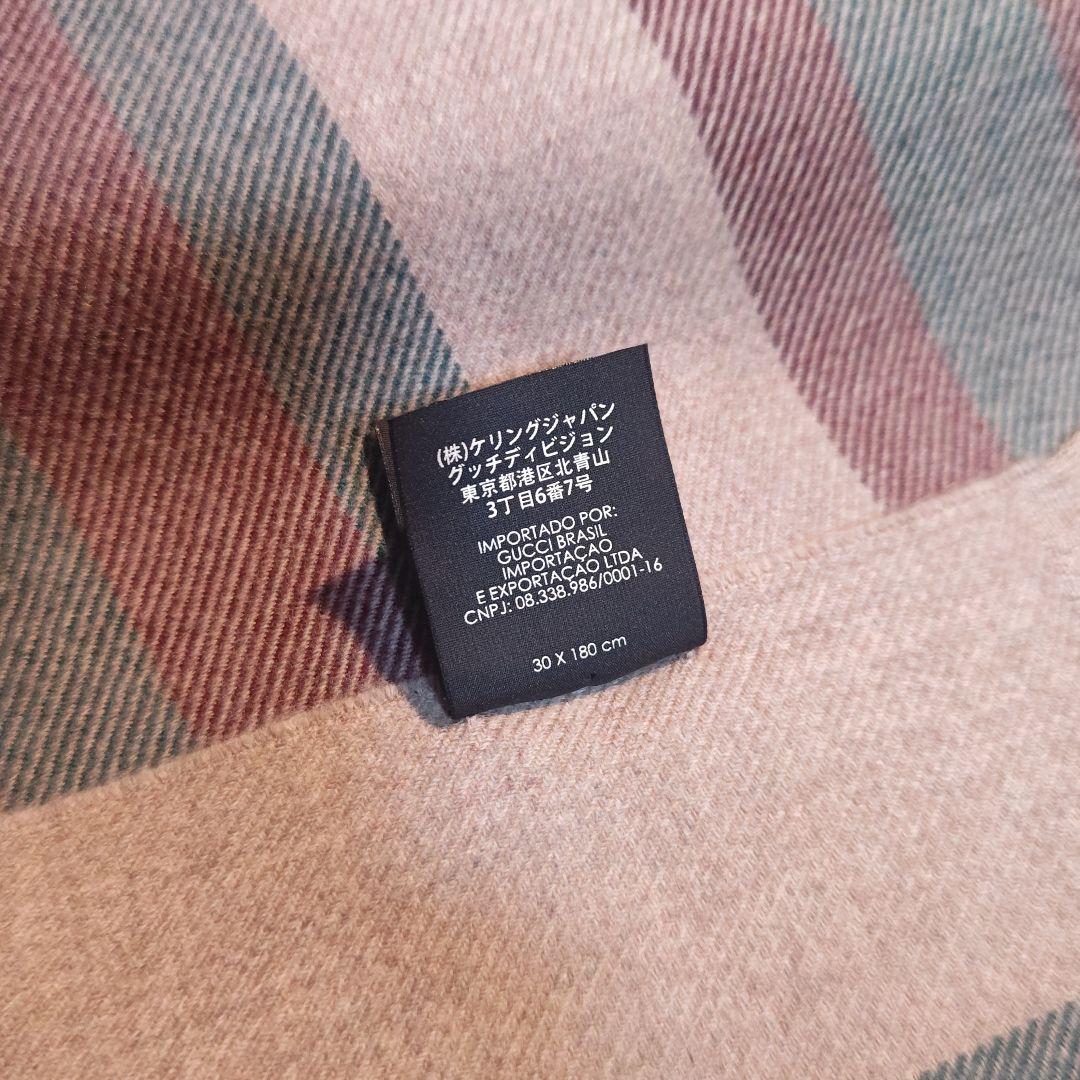 (株)ケリングジャパン
グッチディビジョン
東京都港区北青山
3丁目6番7号
IMPORTADO POR:
GUCCI BRASIL
IMPORTAÇAO
E EXPORTAÇAO LTDA
CNPJ: 08.338.986/0001-16
30 X 180 cm